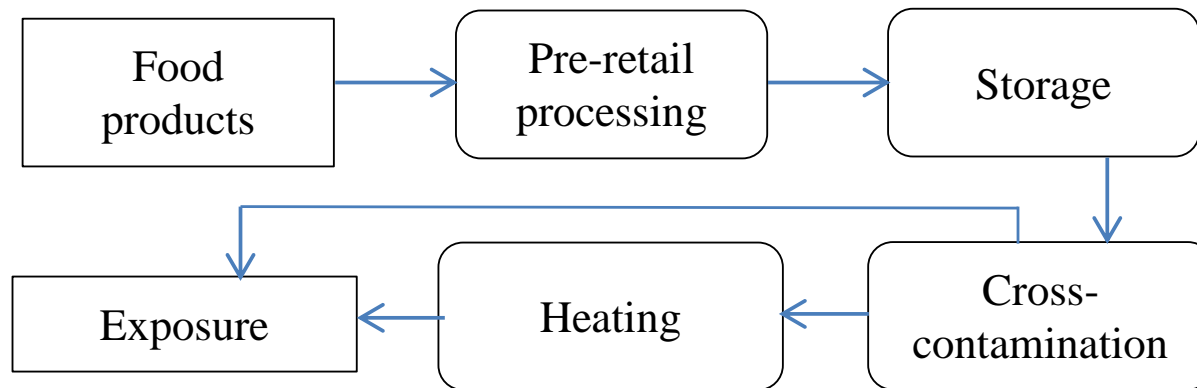 Food
products
Pre-retail
processing
Storage
Cross-
contamination
Heating
Exposure